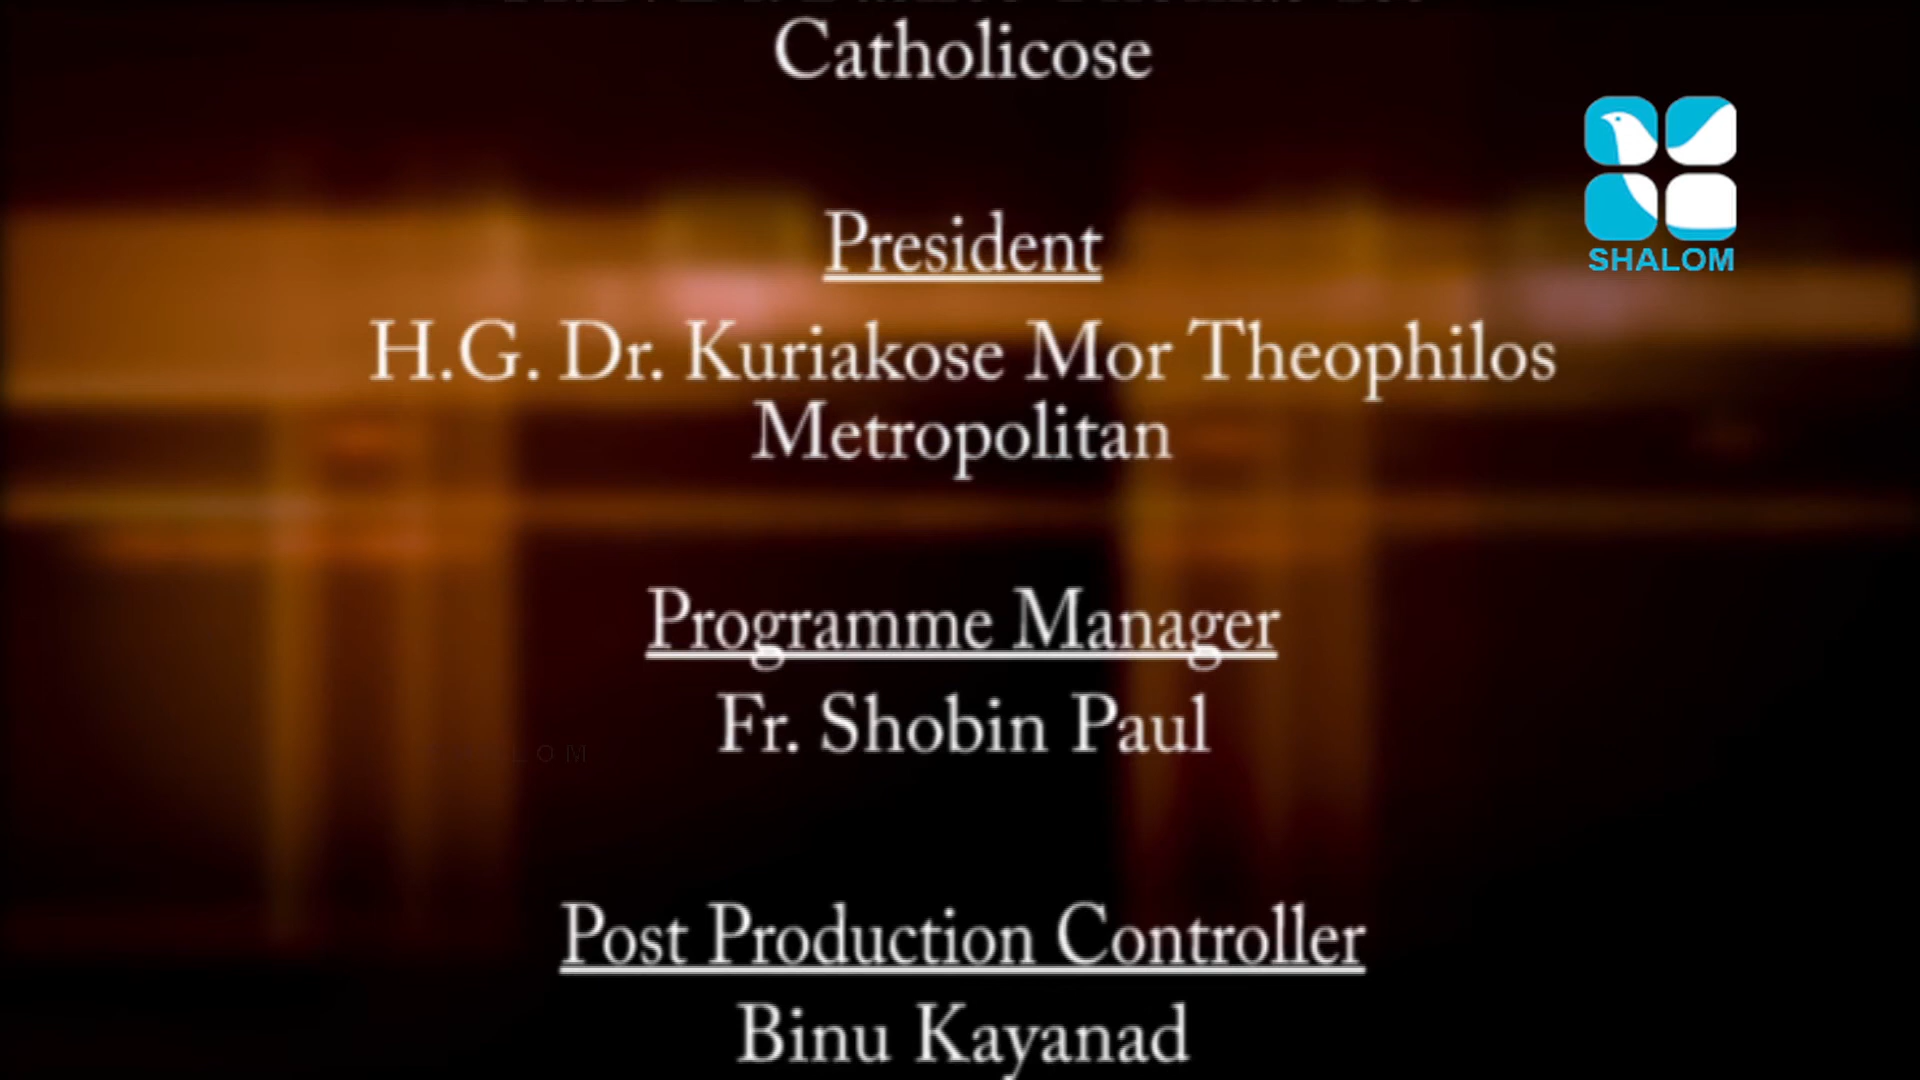 Catholicose
President
SHALOM
H.G. Dr. Kuriakose Mor Theophilos
Metropolitan
Programme Manager
Fr. Shobin Paul
Post Production Controller
Binu Kayanad